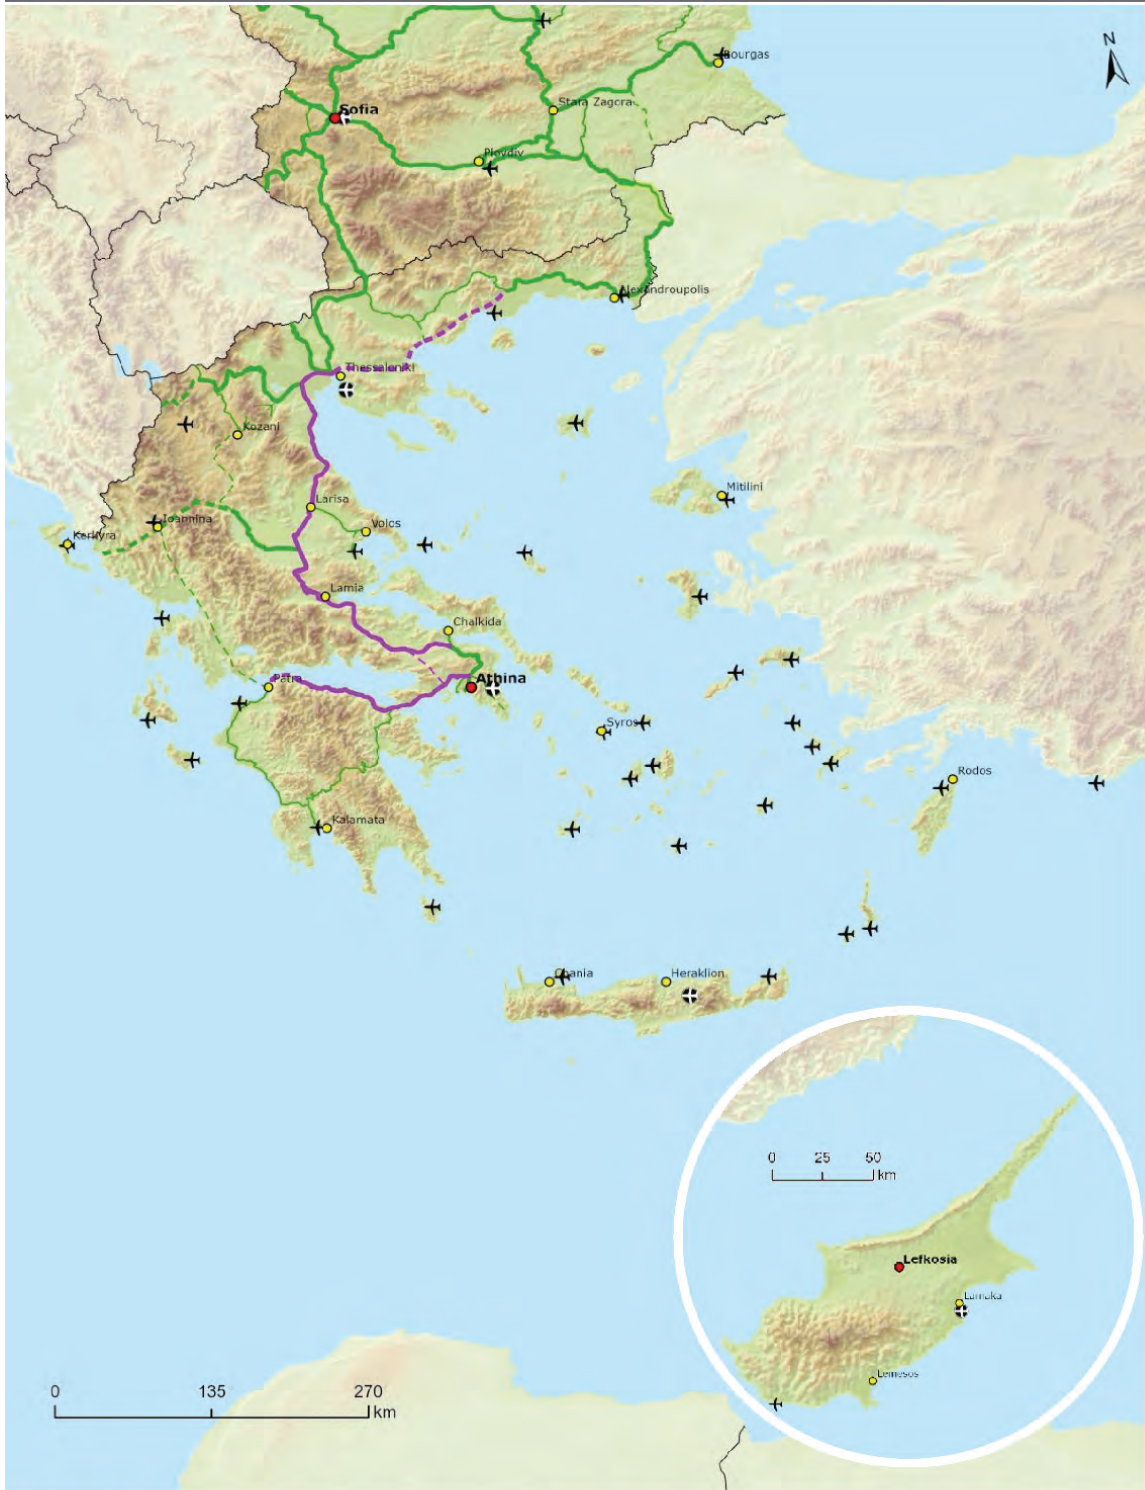 N
Bourgas
Sofia
Stara Zagora
Plovdiv
Alexandroupolis
Thessaloniki
Kozani
Mitilini
Larisa
Volos
Ioannina
Kerkyra
Lamia
Chalkida
Patra
Athina
Syros
Rodos
Kalamata
Chania
Heraklion
0 25 50
km
Lefkosia
Larnaka
Lemesos
0 135 270
km